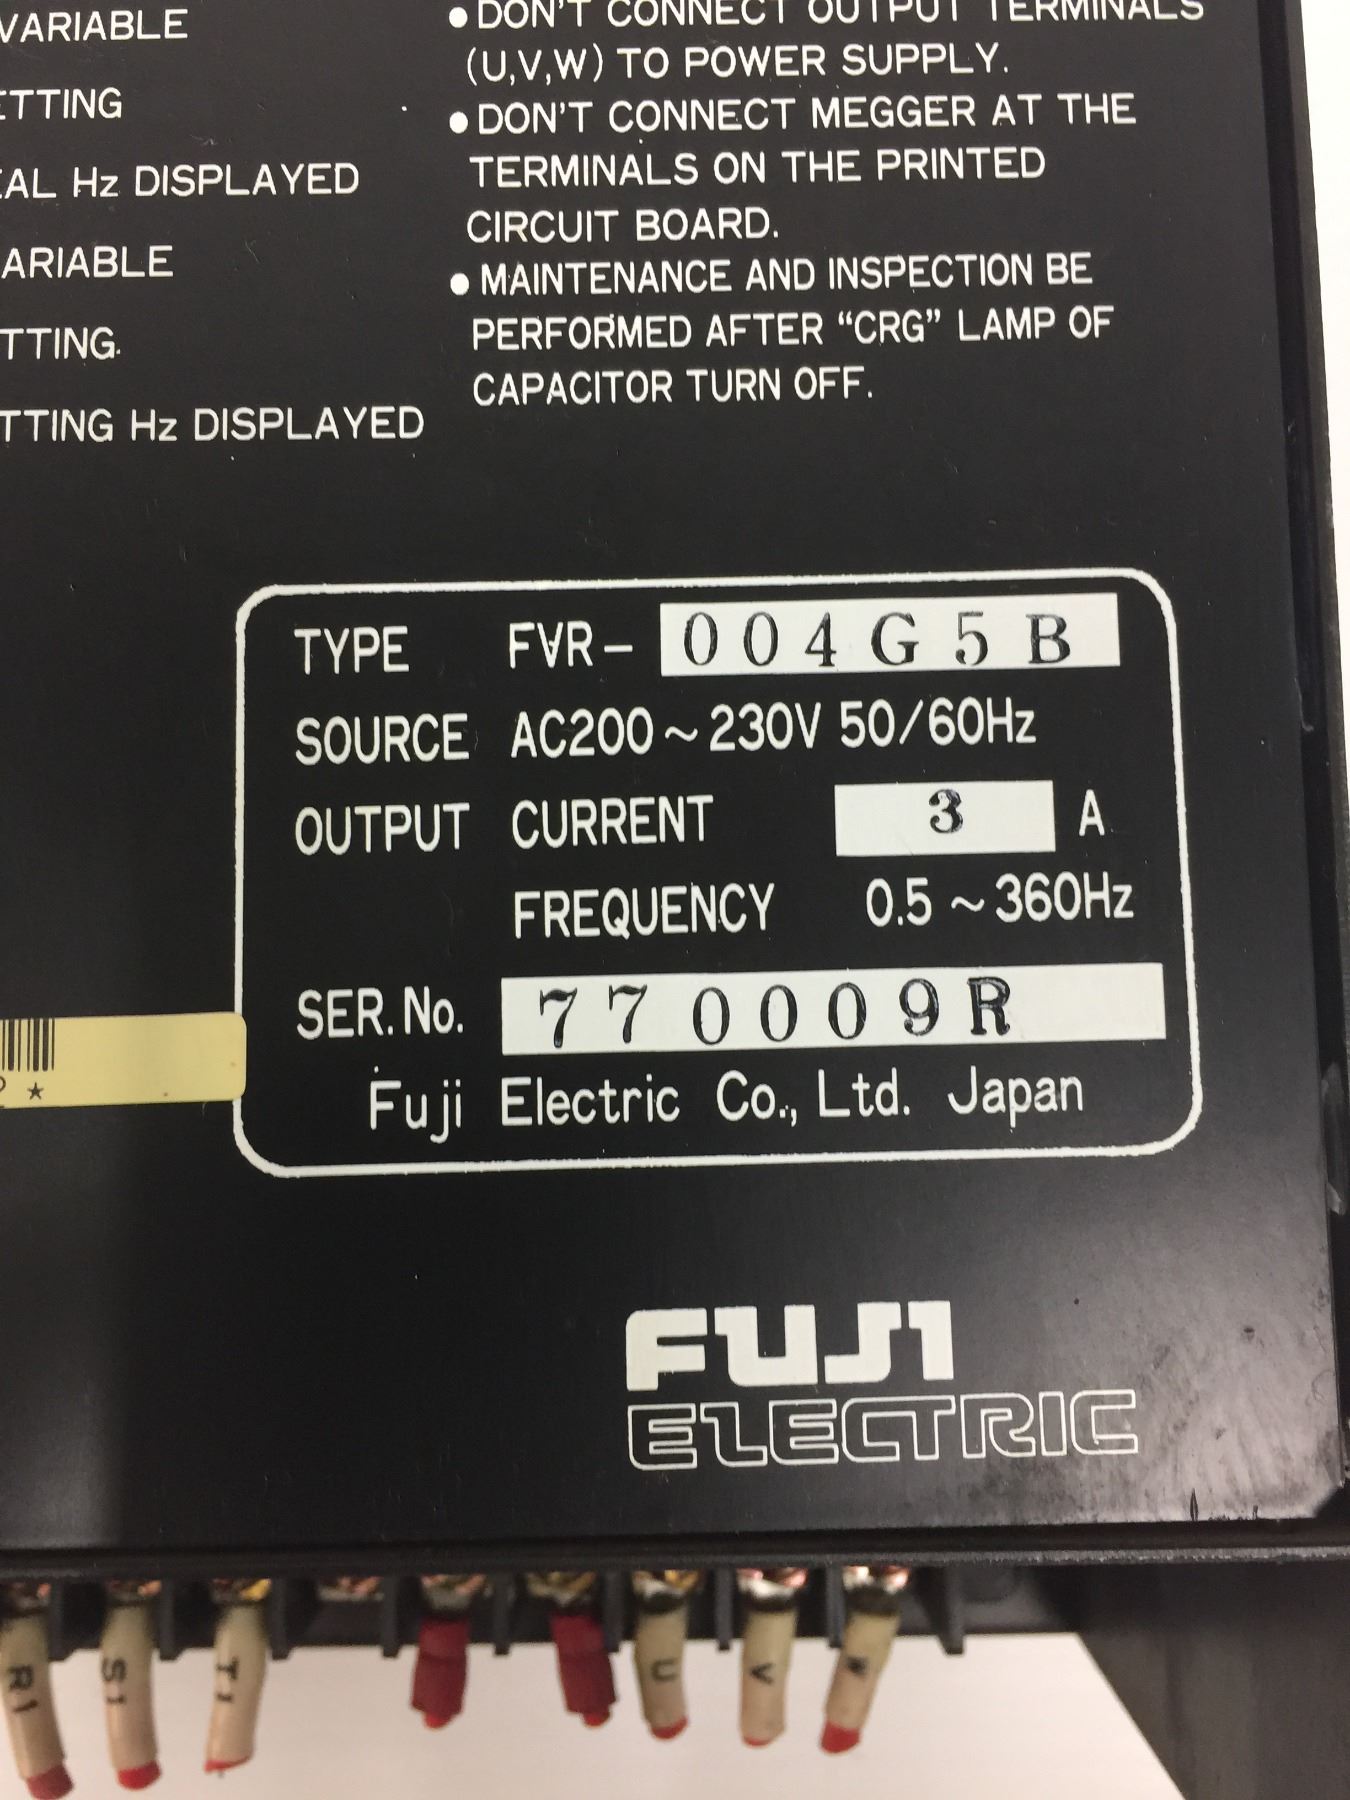 VARIABLE
ETTING
EAL Hz DISPLAYED
ARIABLE
TTING.
TTING Hz DISPLAYED
● DON'T CONNECT OUTPUT TERMINALS
(U,V,W) TO POWER SUPPLY.
● DON'T CONNECT MEGGER AT THE
TERMINALS ON THE PRINTED
CIRCUIT BOARD.
● MAINTENANCE AND INSPECTION BE
PERFORMED AFTER “CRG” LAMP OF
CAPACITOR TURN OFF.
TYPE FVR- 004G5B
SOURCE AC200~230V 50/60Hz
OUTPUT CURRENT 3 A
FREQUENCY 0.5~360Hz
SER. No. 770009R
Fuji Electric Co., Ltd. Japan
FUJI
ELECTRIC
R1 S1 T1 U V W